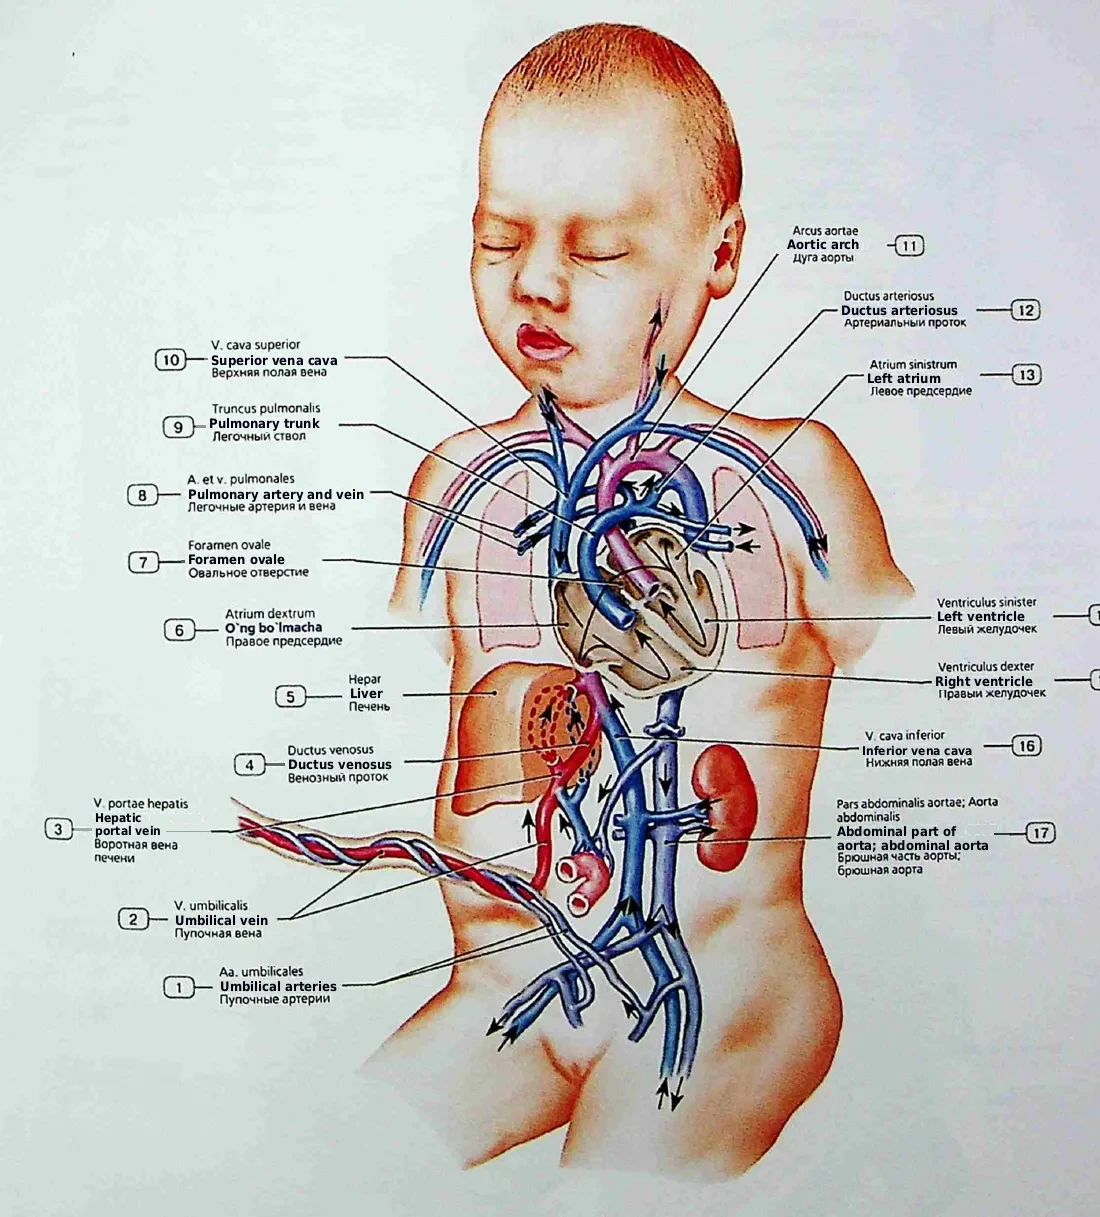 Arcus aortae
Aortic arch
Дуга аорты
11
Ductus arteriosus
Ductus arteriosus
Артериальный проток
12
Atrium sinistrum
Left atrium
Левое предсердие
13
V. cava superior
10
Superior vena cava
Верхняя полая вена
Truncus pulmonalis
9
Pulmonary trunk
Легочный ствол
A. et v. pulmonales
8
Pulmonary artery and vein
Легочные артерия и вена
Foramen ovale
7
Foramen ovale
Овальное отверстие
Atrium dextrum
6
O`ng bo`lmacha
Правое предсердие
Ventriculus sinister
Left ventricle
Левый желудочек
Ventriculus dexter
Right ventricle
Правый желудочек
Hepar
5
Liver
Печень
V. cava inferior
Inferior vena cava
Нижняя полая вена
16
Ductus venosus
4
Ductus venosus
Венозный проток
V. portae hepatis
Hepatic
3
portal vein
Воротная вена
печени
Pars abdominalis aortae; Aorta
abdominalis
Abdominal part of
aorta; abdominal aorta
Брюшная часть аорты;
брюшная аорта
17
V. umbilicalis
2
Umbilical vein
Пупочная вена
Aa. umbilicales
1
Umbilical arteries
Пупочные артерии